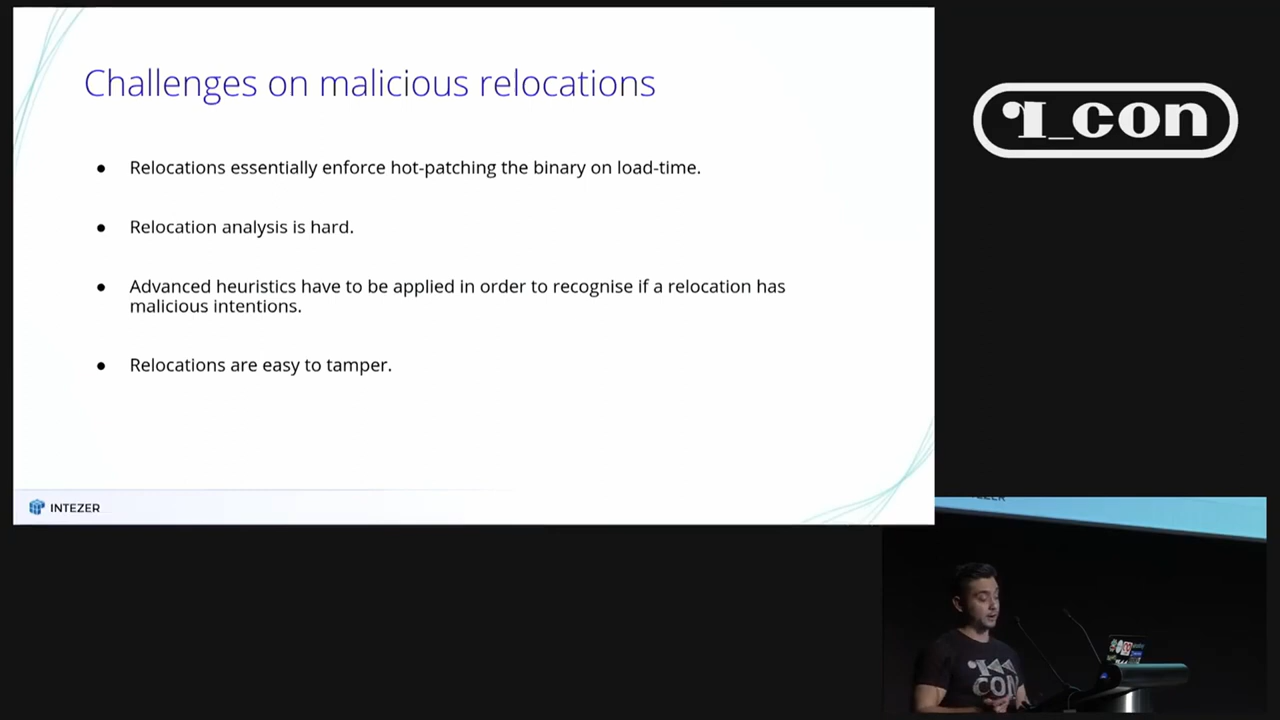 Challenges on malicious relocations
r2con
● Relocations essentially enforce hot-patching the binary on load-time.
● Relocation analysis is hard.
● Advanced heuristics have to be applied in order to recognise if a relocation has
malicious intentions.
● Relocations are easy to tamper.
INTEZER
CON